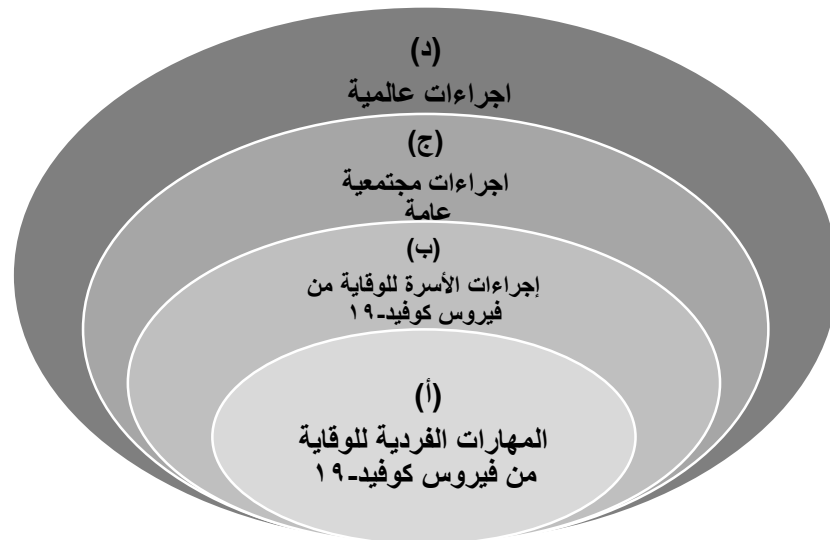 (د)
اجراءات عالمية
(ج)
اجراءات مجتمعية
عامة
(ب)
إجراءات الأسرة للوقاية من
فيروس كوفيد-١٩
(أ)
المهارات الفردية للوقاية
من فيروس كوفيد-١٩